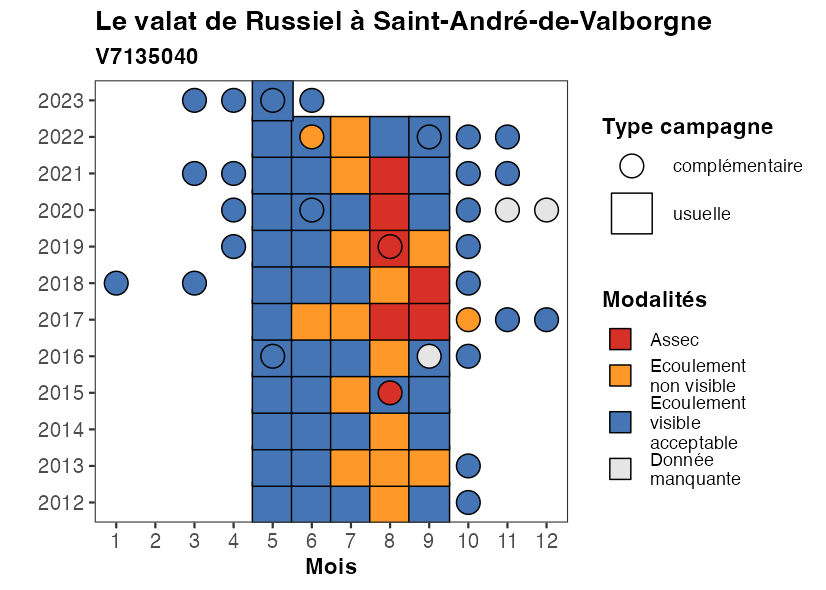 Le valat de Russiel à Saint-André-de-Valborgne
V7135040
2023
2022
2021
2020
2019
2018
2017
2016
2015
2014
2013
2012
1 2 3 4 5 6 7 8 9 10 11 12
Mois
Type campagne
complémentaire
usuelle
Modalités
Assec
Ecoulement
non visible
Ecoulement
visible
acceptable
Donnée
manquante